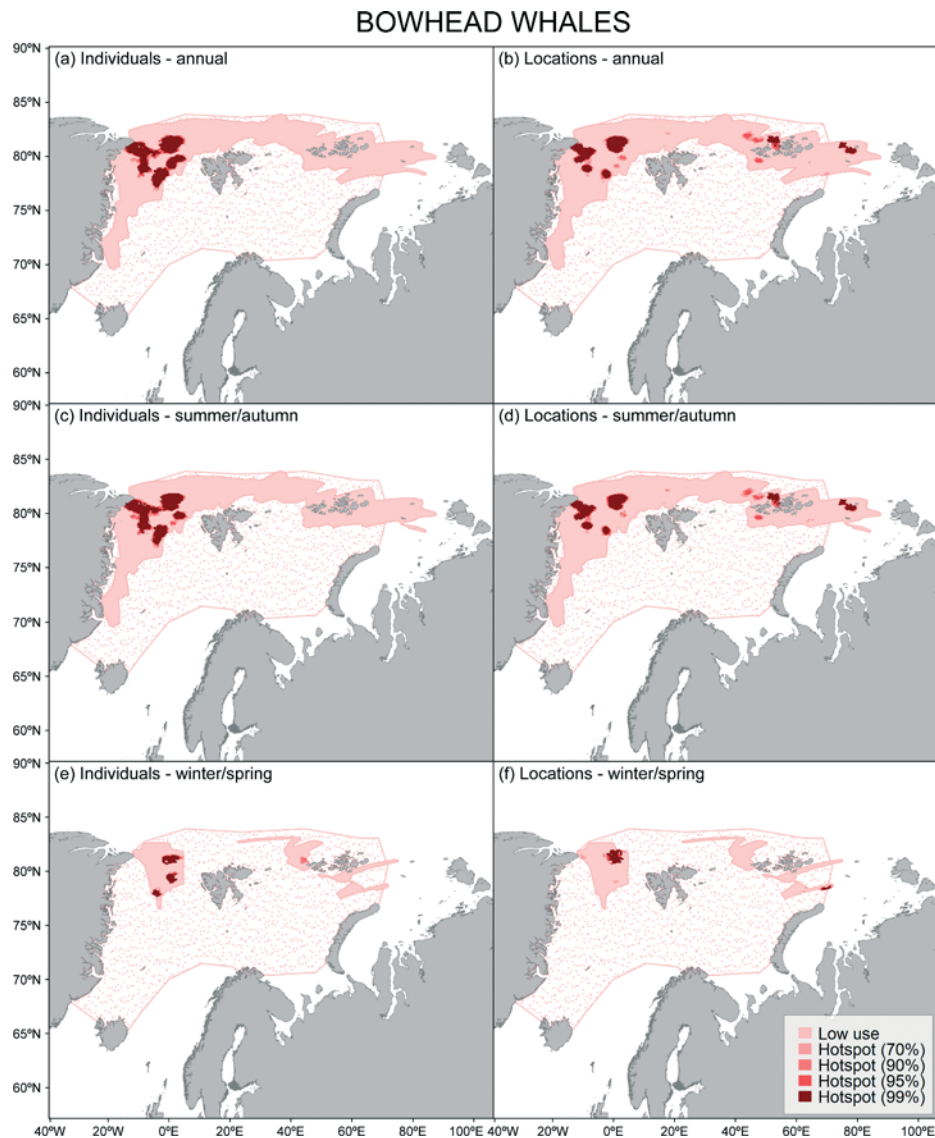 BOWHEAD WHALES
90ºN
(a) Individuals - annual
(b) Locations - annual
85ºN
80ºN
75ºN
70ºN
65ºN
60ºN
90ºN
(c) Individuals - summer/autumn
(d) Locations - summer/autumn
85ºN
80ºN
75ºN
70ºN
65ºN
60ºN
90ºN
(e) Individuals - winter/spring
(f) Locations - winter/spring
85ºN
80ºN
75ºN
70ºN
65ºN
60ºN
Low use
Hotspot (70%)
Hotspot (90%)
Hotspot (95%)
Hotspot (99%)
40ºW 20ºW 0ºE 20ºE 40ºE 60ºE 80ºE 100ºE 20ºW 0ºE 20ºE 40ºE 60ºE 80ºE 100ºE